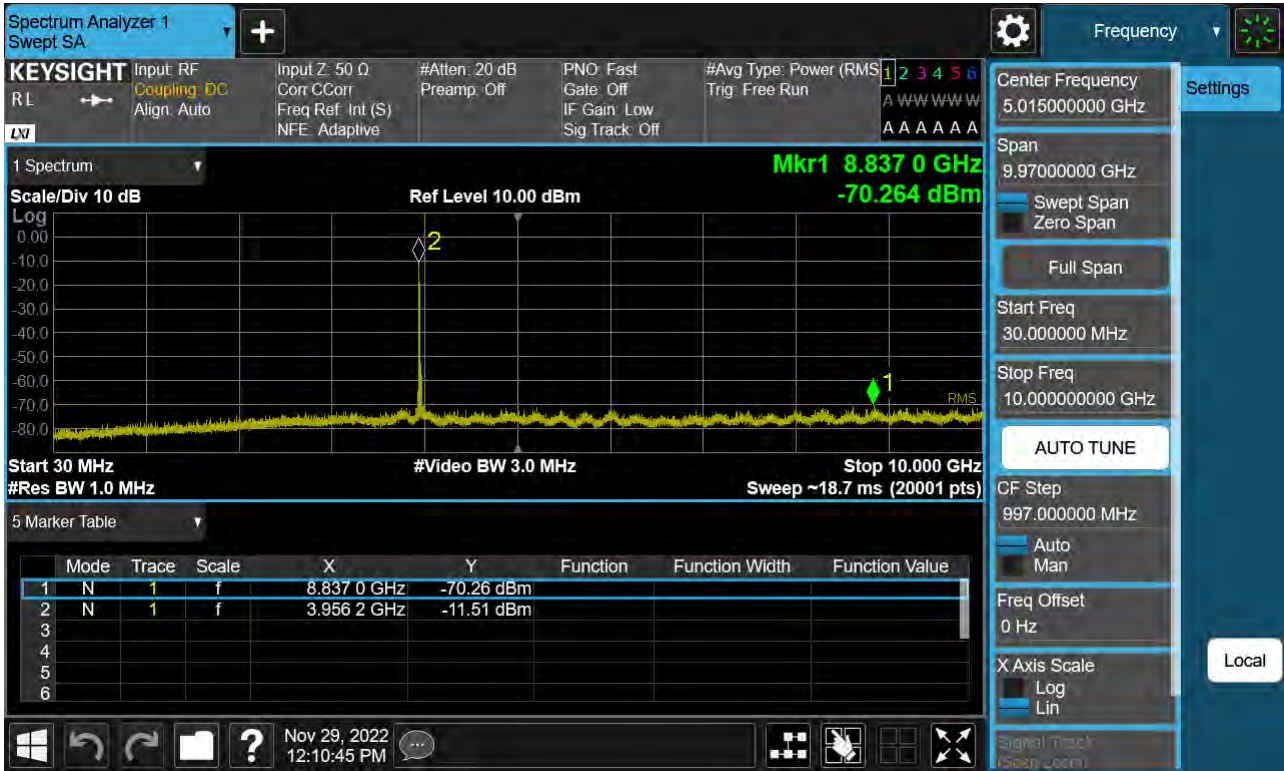 Spectrum Analyzer 1
Swept SA
+
Frequency
KEYSIGHT
RL
LXI
Input: RF
Coupling: DC
Align: Auto
Input Z: 50 Ω
Corr CCorr
Freq Ref: Int (S)
NFE: Adaptive
#Atten: 20 dB
Preamp: Off
PNO: Fast
Gate: Off
IF Gain: Low
Sig Track: Off
#Avg Type: Power (RMS
Trig: Free Run
1 2 3 4 5 6
A W W W W W
A A A A A A
1 Spectrum
Scale/Div 10 dB
Ref Level 10.00 dBm
Mkr1 8.837 0 GHz
-70.264 dBm
Log
0.00
-10.0
-20.0
-30.0
-40.0
-50.0
-60.0
-70.0
-80.0
2
1
RMS
Start 30 MHz
#Video BW 3.0 MHz
Stop 10.000 GHz
#Res BW 1.0 MHz
Sweep ~18.7 ms (20001 pts)
5 Marker Table
Mode Trace Scale X Y Function Function Width Function Value
1 N 1 f 8.837 0 GHz -70.26 dBm
2 N 1 f 3.956 2 GHz -11.51 dBm
3
4
5
6
Nov 29, 2022
12:10:45 PM
Center Frequency
5.015000000 GHz
Span
9.97000000 GHz
Swept Span
Zero Span
Full Span
Start Freq
30.000000 MHz
Stop Freq
10.000000000 GHz
AUTO TUNE
CF Step
997.000000 MHz
Auto
Man
Freq Offset
0 Hz
X Axis Scale
Log
Lin
Signal Track
(Span Zoom)
Settings
Local